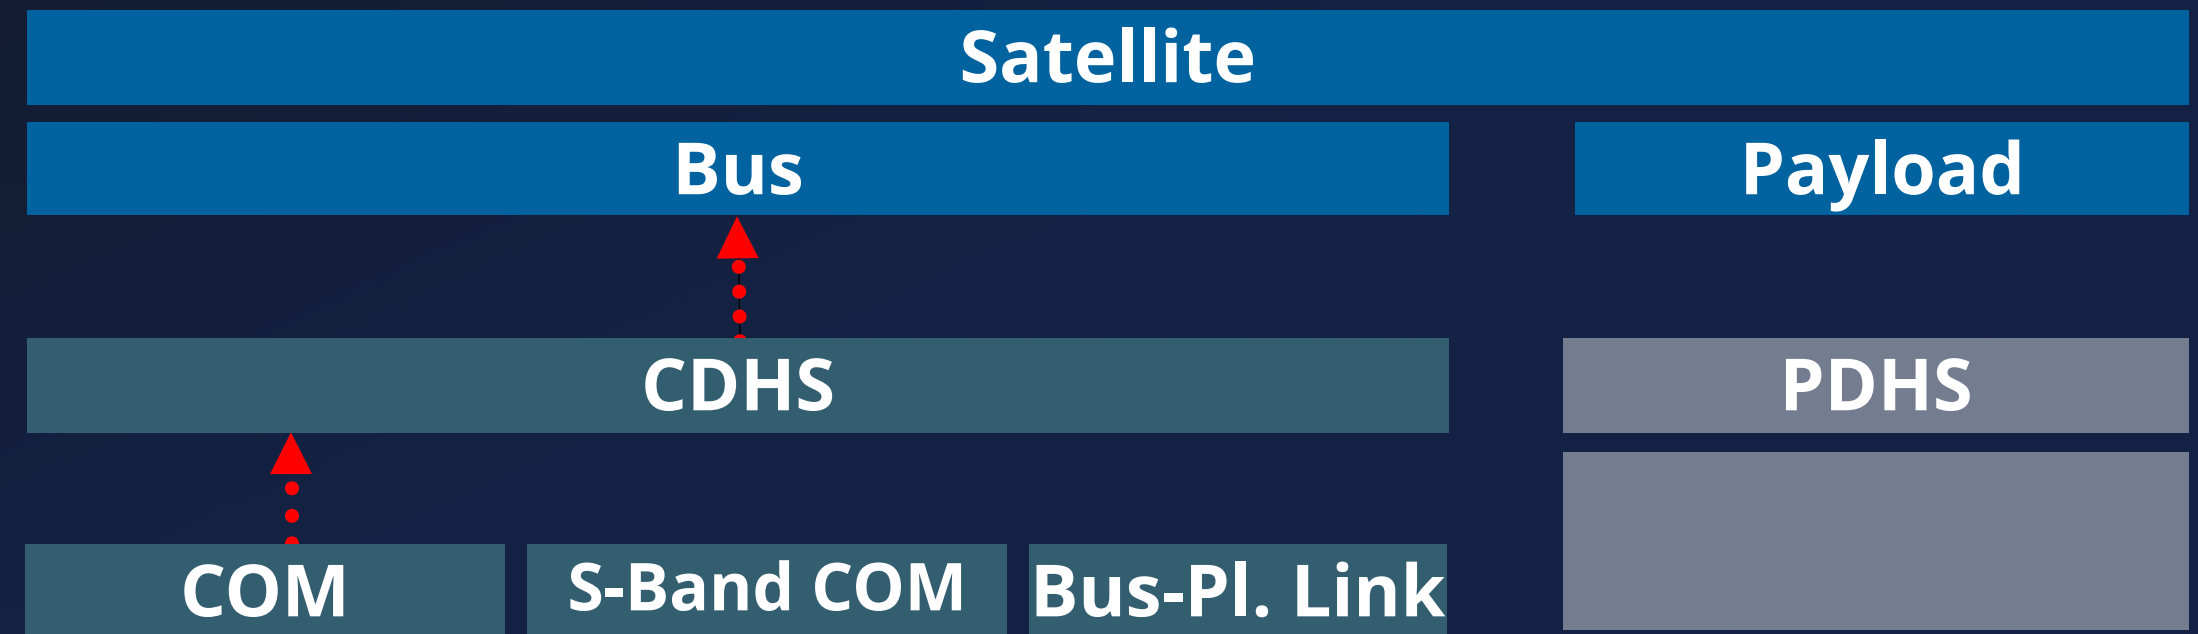 Satellite
Bus
Payload
CDHS
PDHS
COM
S-Band COM
Bus-Pl. Link